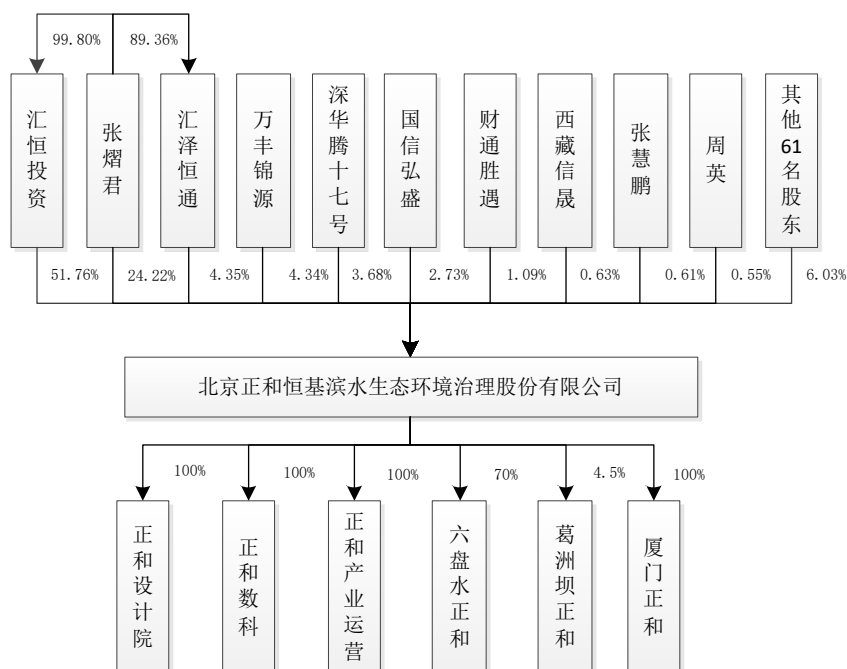 99.80%
89.36%
汇恒投资
张熠君
汇泽恒通
万丰锦源
深华腾十七号
国信弘盛
财通胜遇
西藏信晟
张慧鹏
周英
其他61名股东
51.76%
24.22%
4.35%
4.34%
3.68%
2.73%
1.09%
0.63%
0.61%
0.55%
6.03%
北京正和恒基滨水生态环境治理股份有限公司
100%
100%
100%
70%
4.5%
100%
正和设计院
正和数科
正和产业运营
六盘水正和
葛洲坝正和
厦门正和